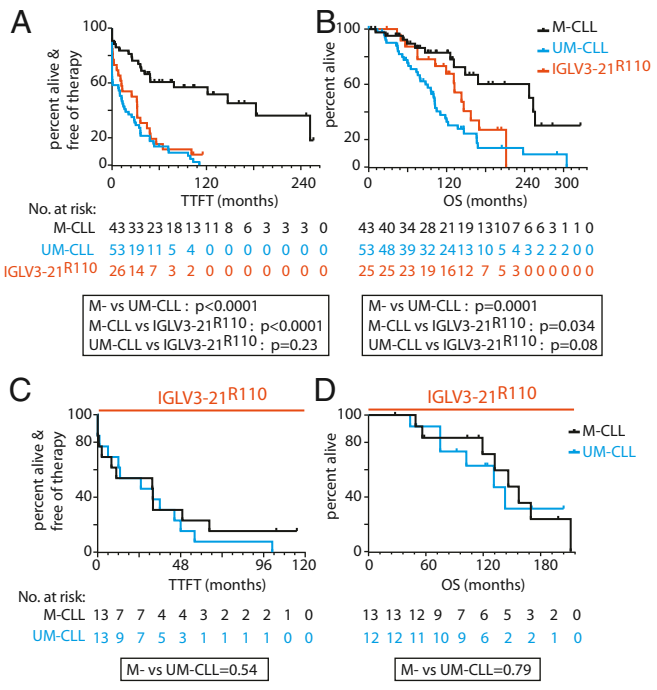 A
percent alive &
free of therapy
100
60
20
0
0
120
240
TTFT (months)
B
percent alive
100
60
20
0
0
60
120
180
240
300
OS (months)
M-CLL
UM-CLL
IGLV3-21R110
No. at risk:
M-CLL 43 33 23 18 13 11 8 6 3 3 3 0
UM-CLL 53 19 11 5 4 0 0 0 0 0 0 0
IGLV3-21R110 26 14 7 3 2 0 0 0 0 0 0 0
43 40 34 28 21 19 13 10 7 6 6 3 1 1 0
53 48 39 32 24 13 10 5 4 3 2 2 0 0
25 25 23 19 16 12 7 5 3 0 0 0 0 0 0
M- vs UM-CLL : p<0.0001
M-CLL vs IGLV3-21R110 : p<0.0001
UM-CLL vs IGLV3-21R110 : p=0.23
M- vs UM-CLL : p=0.0001
M-CLL vs IGLV3-21R110 : p=0.034
UM-CLL vs IGLV3-21R110 : p=0.08
C
IGLV3-21R110
percent alive &
free of therapy
100
80
40
0
0
48
96
120
TTFT (months)
D
IGLV3-21R110
percent alive
100
80
40
0
0
60
120
180
OS (months)
M-CLL
UM-CLL
No. at risk:
M-CLL 13 7 7 4 4 3 2 2 2 1 0
UM-CLL 13 9 7 5 3 1 1 1 1 0 0
13 13 12 9 7 6 5 3 2 0
12 12 11 10 9 6 2 2 1 0
M- vs UM-CLL=0.54
M- vs UM-CLL=0.79